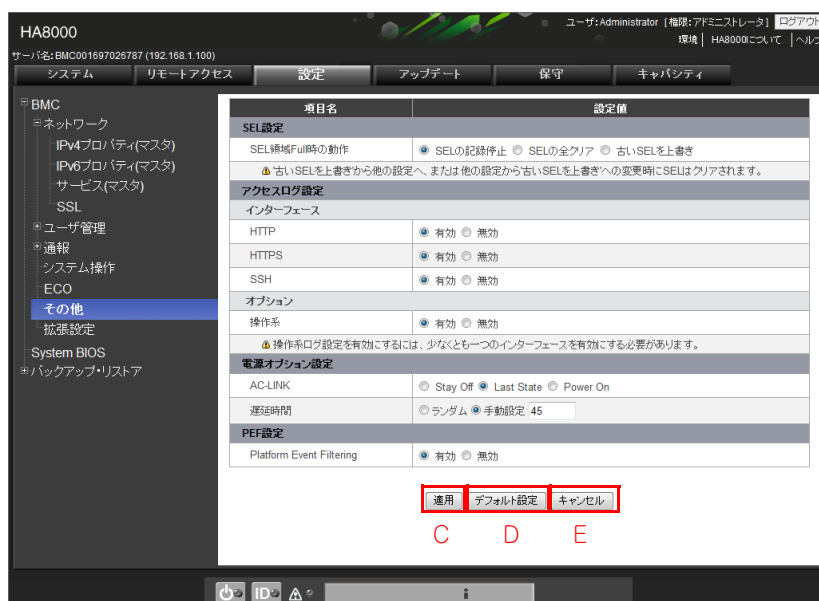 HA8000
ユーザ:Administrator [権限:アドミニストレータ] ログアウト
環境 | HA8000について | ヘルプ
サーバ名:BMC001697026787 (192.168.1.100)
システム リモートアクセス 設定 アップデート 保守 キャパシティ
BMC
ネットワーク
IPv4プロパティ(マスタ)
IPv6プロパティ(マスタ)
サービス(マスタ)
SSL
ユーザ管理
通報
システム操作
ECO
その他
拡張設定
System BIOS
バックアップ・リストア
項目名 設定値
SEL設定
SEL領域Full時の動作 SELの記録停止 SELの全クリア 古いSELを上書き
'古いSELを上書き'から他の設定へ、または他の設定から'古いSELを上書き'への変更時にSELはクリアされます。
アクセスログ設定
インターフェース
HTTP 有効 無効
HTTPS 有効 無効
SSH 有効 無効
オプション
操作系 有効 無効
操作系ログ設定を有効にするには、少なくとも一つのインターフェースを有効にする必要があります。
電源オプション設定
AC-LINK Stay Off Last State Power On
遅延時間 ランダム 手動設定 45
PEF設定
Platform Event Filtering 有効 無効
適用 デフォルト設定 キャンセル
C D E
ID